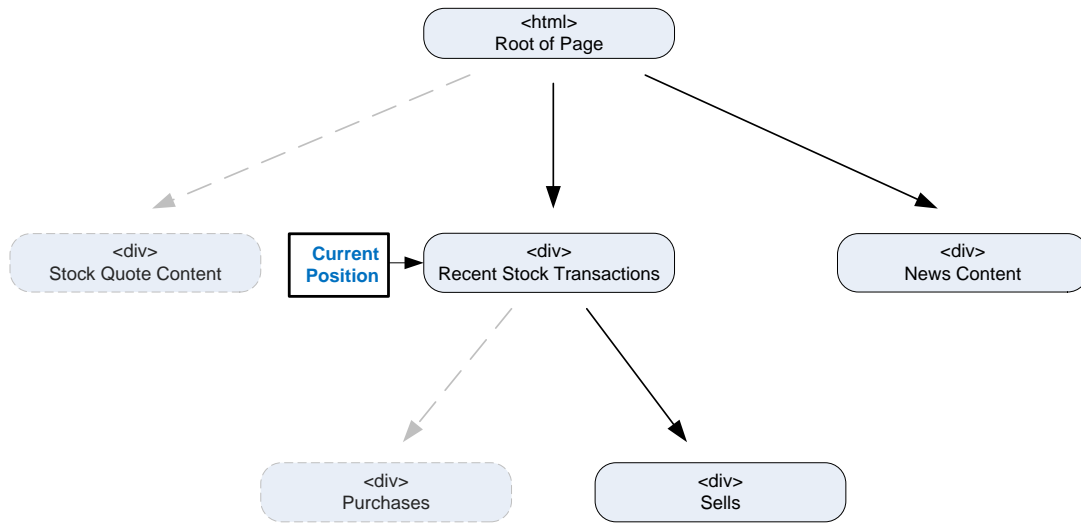 <html>
Root of Page
<div>
Stock Quote Content
Current
Position
<div>
Recent Stock Transactions
<div>
News Content
<div>
Purchases
<div>
Sells